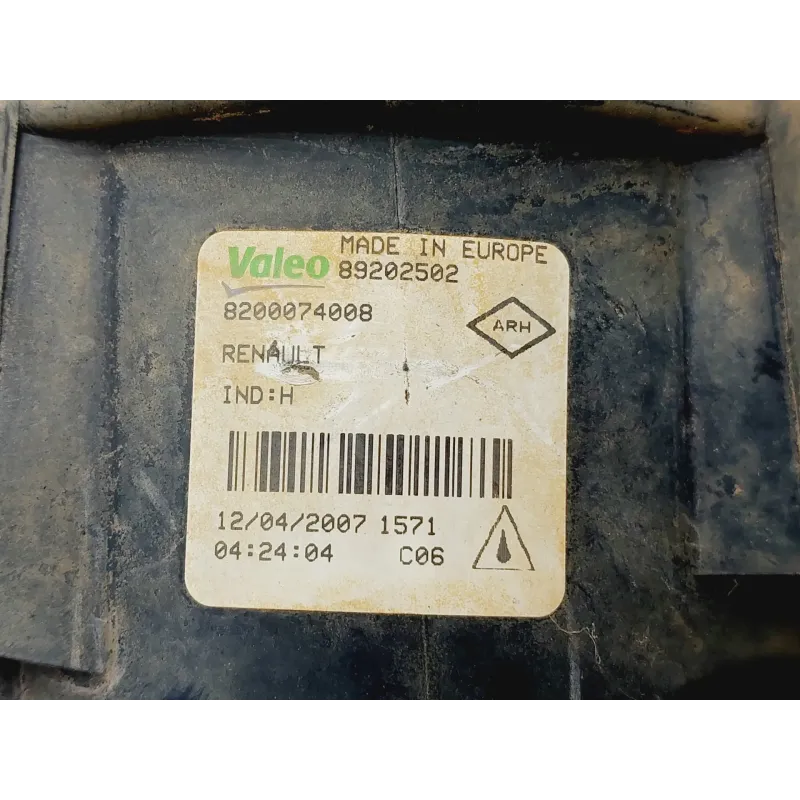 Valeo MADE IN EUROPE
89202502
8200074008
ARH
RENAULT
IND:H
12/04/2007 1571
04:24:04 C06